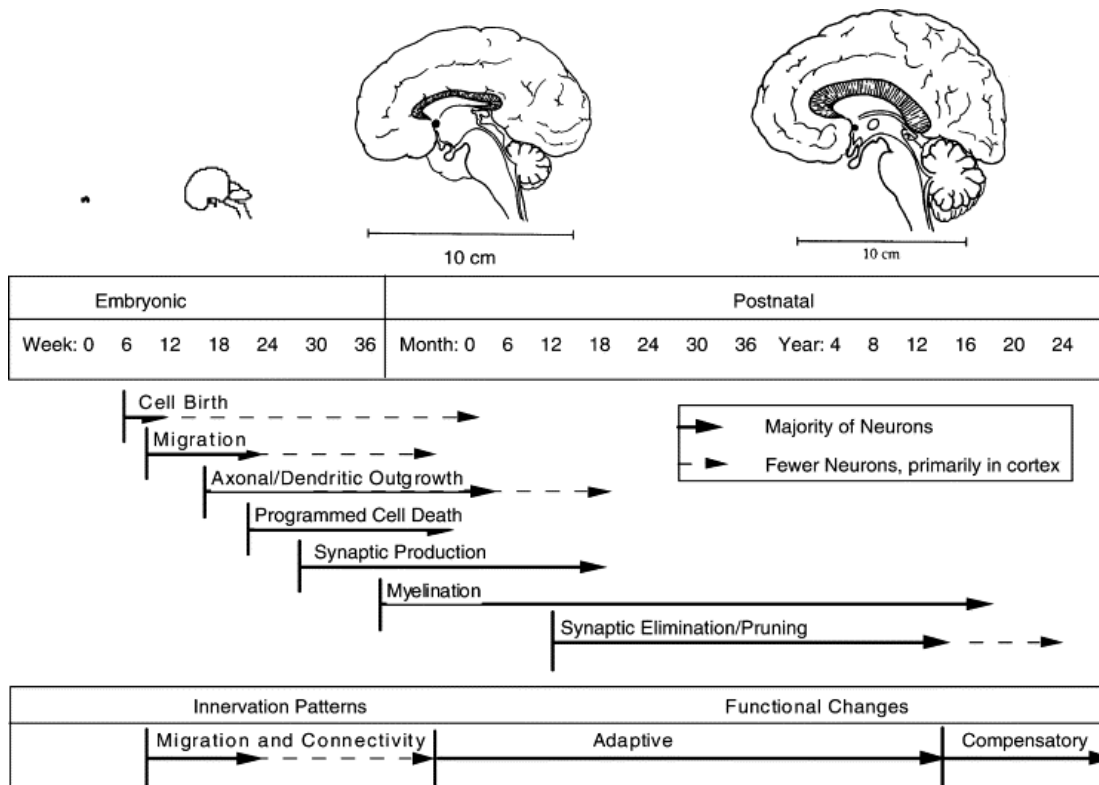 10 cm
10 cm
Embryonic Postnatal
Week: 0 6 12 18 24 30 36 Month: 0 6 12 18 24 30 36 Year: 4 8 12 16 20 24
Cell Birth
Majority of Neurons
Migration
Fewer Neurons, primarily in cortex
Axonal/Dendritic Outgrowth
Programmed Cell Death
Synaptic Production
Myelination
Synaptic Elimination/Pruning
Innervation Patterns Functional Changes
Migration and Connectivity Adaptive Compensatory